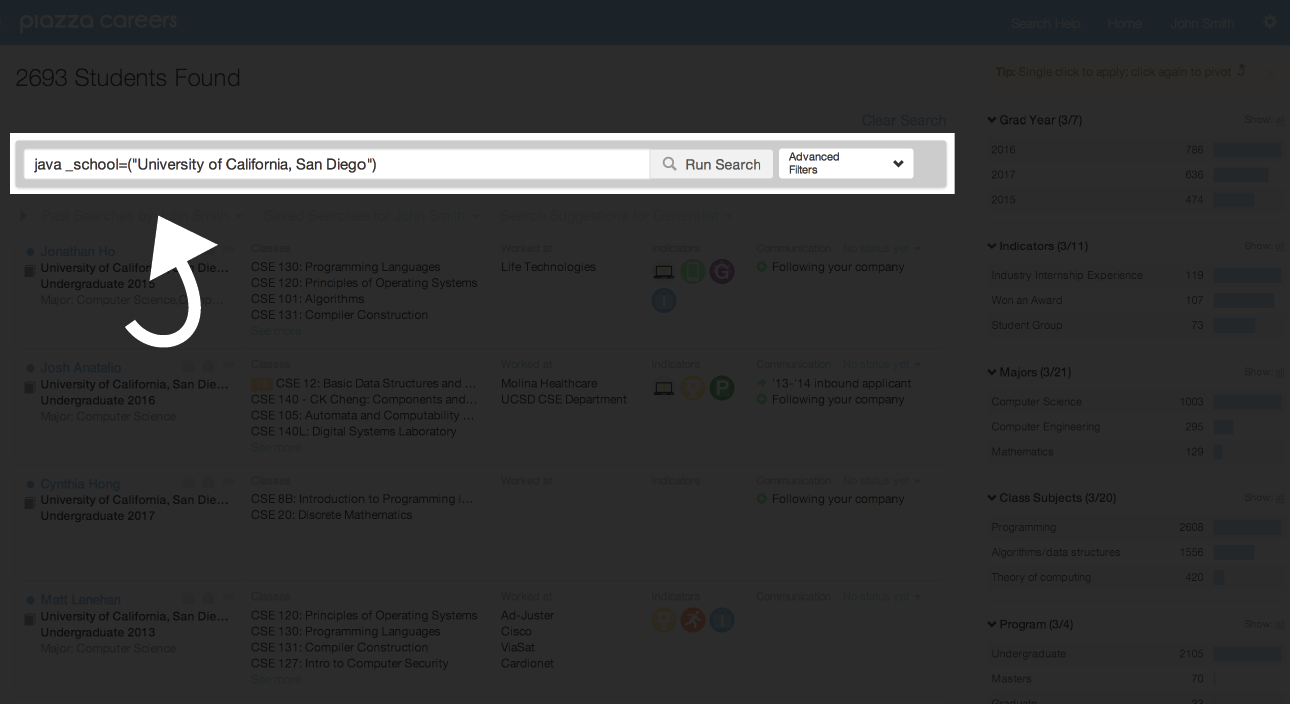 piazza careers
Search Help Home John Smith
2693 Students Found
Tip: Single click to apply; click again to pivot
Clear Search
java _school=("University of California, San Diego")
Run Search
Advanced Filters
Past Searches by John Smith
Saved Searches for John Smith
Search Suggestions for
Jonathan Ho
University of California, San Die...
Undergraduate 2015
Major: Computer Science,
Classes
CSE 130: Programming Languages
CSE 120: Principles of Operating Systems
CSE 101: Algorithms
CSE 131: Compiler Construction
See more
Worked at
Life Technologies
Indicators
G
I
Communication No status yet
Following your company
Josh Anatalio
University of California, San Die...
Undergraduate 2016
Major: Computer Science
Classes
CSE 12: Basic Data Structures and ...
CSE 140 - CK Cheng: Components and...
CSE 105: Automata and Computability ...
CSE 140L: Digital Systems Laboratory
See more
Worked at
Molina Healthcare
UCSD CSE Department
Indicators
P
Communication No status yet
'13-'14 inbound applicant
Following your company
Cynthia Hong
University of California, San Die...
Undergraduate 2017
Classes
CSE 8B: Introduction to Programming i...
CSE 20: Discrete Mathematics
Worked at
Indicators
Communication No status yet
Following your company
Matt Lenehan
University of California, San Die...
Undergraduate 2013
Major: Computer Science
Classes
CSE 120: Principles of Operating Systems
CSE 130: Programming Languages
CSE 131: Compiler Construction
CSE 127: Intro to Computer Security
See more
Worked at
Ad-Juster
Cisco
ViaSat
Cardionet
Indicators
I
Communication No status yet
Grad Year (3/7) Show: all
2016 786
2017 636
2015 474
Indicators (3/11) Show: all
Industry Internship Experience 119
Won an Award 107
Student Group 73
Majors (3/21) Show: all
Computer Science 1003
Computer Engineering 295
Mathematics 129
Class Subjects (3/20) Show: all
Programming 2608
Algorithms/data structures 1556
Theory of computing 420
Program (3/4) Show: all
Undergraduate 2105
Masters 70
Graduate